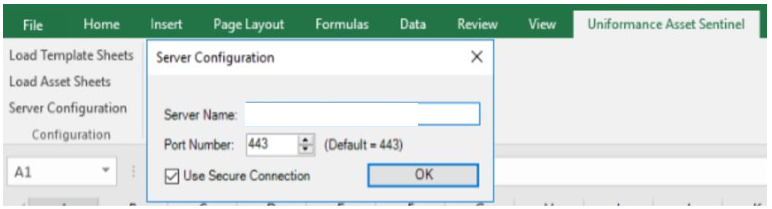 File Home Insert Page Layout Formulas Data Review View Uniformance Asset Sentinel
Load Template Sheets
Load Asset Sheets
Server Configuration
Configuration
Server Configuration
Server Name:
Port Number: 443 (Default = 443)
Use Secure Connection OK
A1